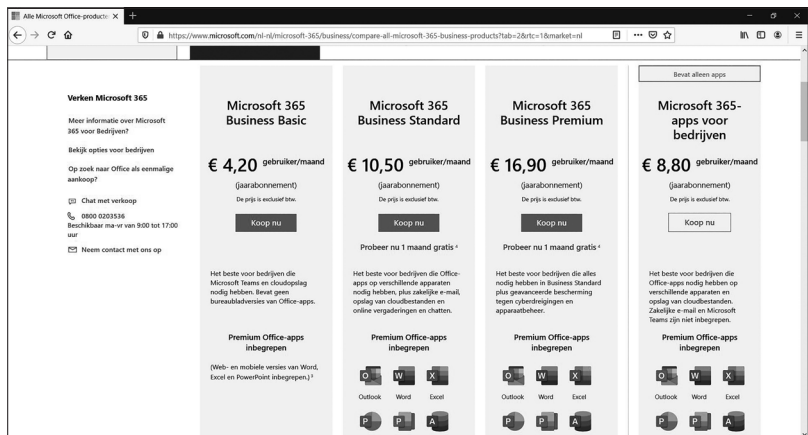 Alle Microsoft Office-producte
https://www.microsoft.com/nl-nl/microsoft-365/business/compare-all-microsoft-365-business-products?tab=2&rtc=1&market=nl
Verken Microsoft 365
Meer informatie over Microsoft
365 voor Bedrijven?
Bekijk opties voor bedrijven
Op zoek naar Office als eenmalige
aankoop?
Chat met verkoop
0800 0203536
Beschikbaar ma-vr van 9:00 tot 17:00
uur
Neem contact met ons op
Microsoft 365
Business Basic
€ 4,20 gebruiker/maand
(jaarabonnement)
De prijs is exclusief btw.
Koop nu
Het beste voor bedrijven die
Microsoft Teams en cloudopslag
nodig hebben. Bevat geen
bureaubladversies van Office-apps.
Premium Office-apps
inbegrepen
(Web- en mobiele versies van Word,
Excel en PowerPoint inbegrepen.) 3
Microsoft 365
Business Standard
€ 10,50 gebruiker/maand
(jaarabonnement)
De prijs is exclusief btw.
Koop nu
Probeer nu 1 maand gratis 4
Het beste voor bedrijven die Office-
apps op verschillende apparaten
nodig hebben, plus zakelijke e-mail,
opslag van cloudbestanden en
online vergaderingen en chatten.
Premium Office-apps
inbegrepen
O W X
Outlook Word Excel
P P A
Microsoft 365
Business Premium
€ 16,90 gebruiker/maand
(jaarabonnement)
De prijs is exclusief btw.
Koop nu
Probeer nu 1 maand gratis 4
Het beste voor bedrijven die alles
nodig hebben in Business Standard
plus geavanceerde bescherming
tegen cyberdreigingen en
apparaatbeheer.
Premium Office-apps
inbegrepen
O W X
Outlook Word Excel
P P A
Bevat alleen apps
Microsoft 365-
apps voor
bedrijven
€ 8,80 gebruiker/maand
(jaarabonnement)
De prijs is exclusief btw.
Koop nu
Het beste voor bedrijven die
Office-apps nodig hebben op
verschillende apparaten en
opslag van cloudbestanden.
Zakelijke e-mail en Microsoft
Teams zijn niet inbegrepen.
Premium Office-apps
inbegrepen
O W X
Outlook Word Excel
P P A